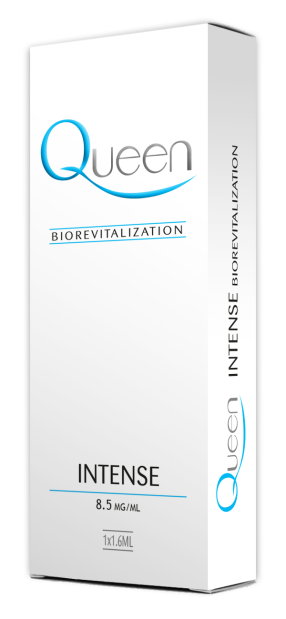 Queen
BIOREVITALIZATION
INTENSE
8.5 MG/ML
1x1.6ML
Queen INTENSE BIOREVITALIZATION